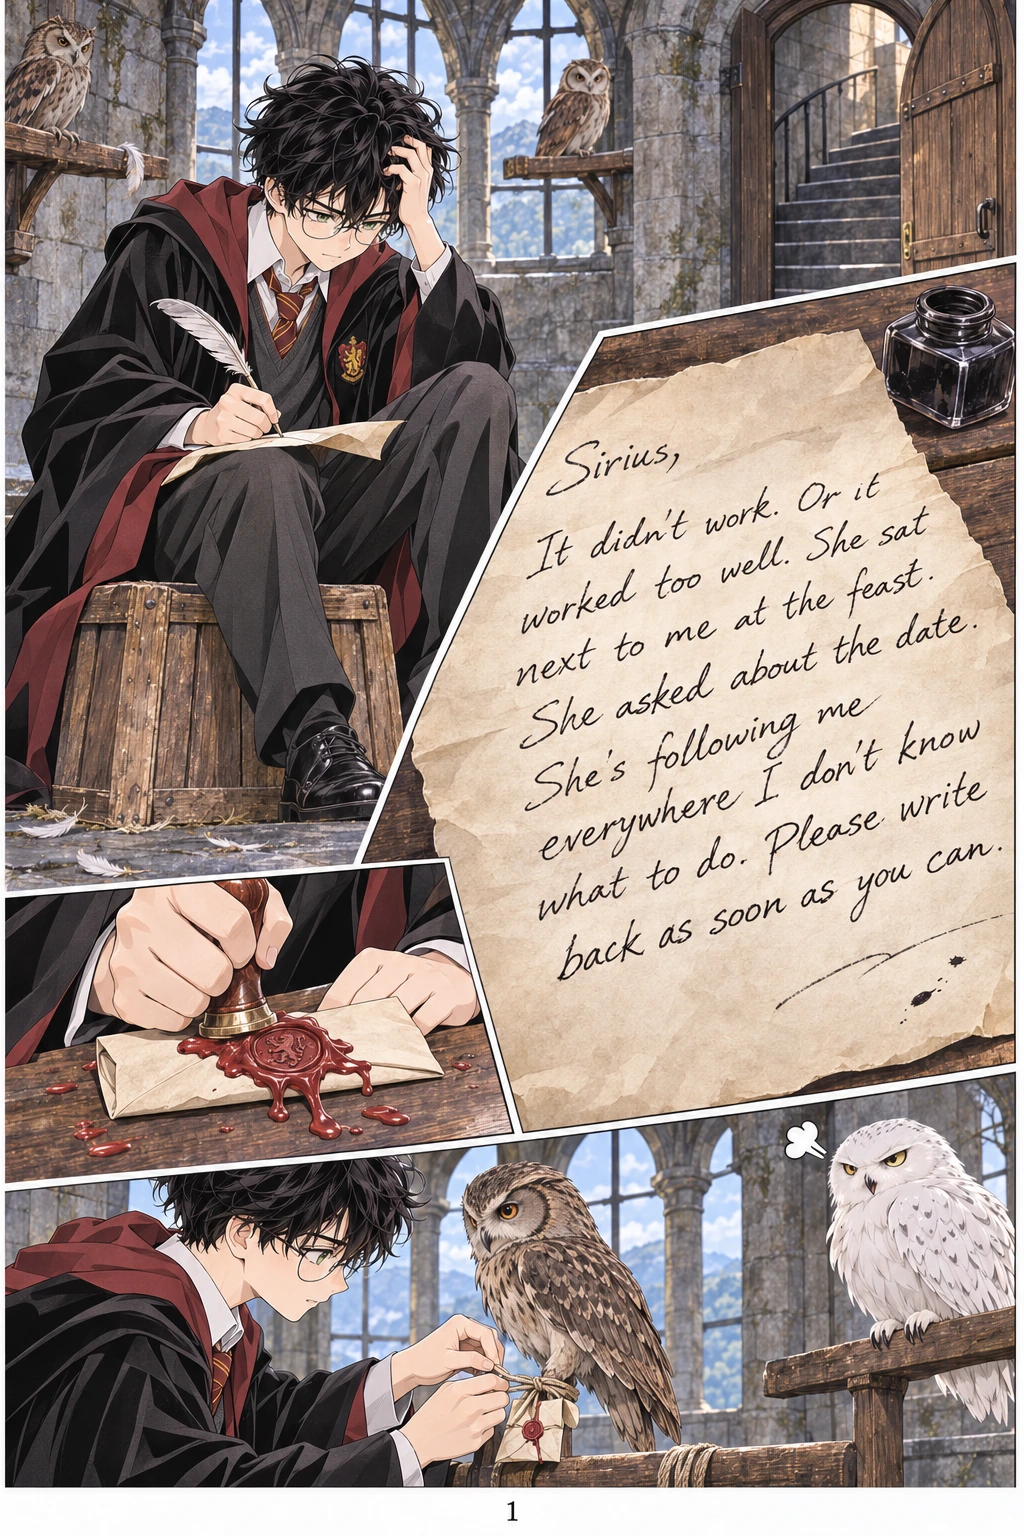 Sirius,
It didn't work. Or it
worked too well. She sat
next to me at the feast.
She asked about the date.
She's following me
everywhere I don't know
what to do. Please write
back as soon as you can.
1